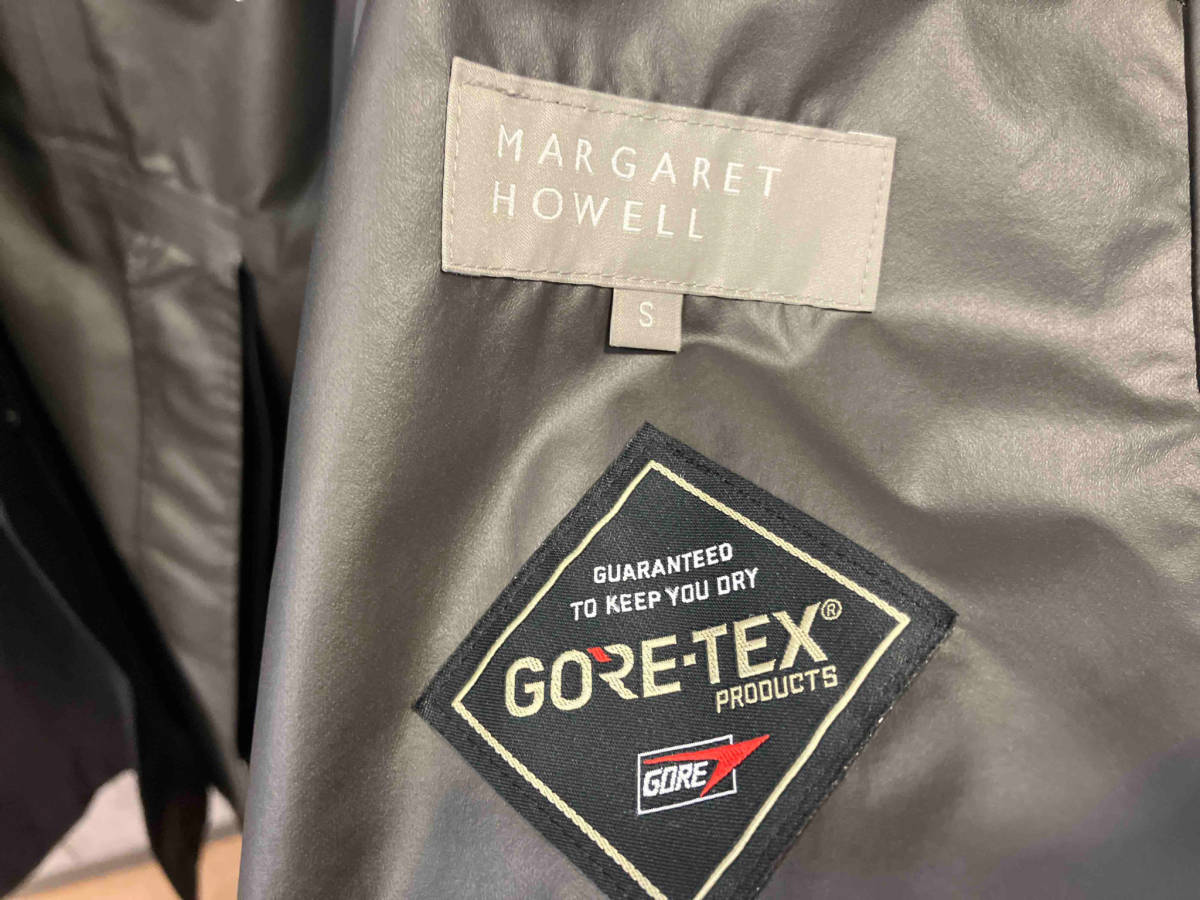 MARGARET
HOWELL
S
GUARANTEED
TO KEEP YOU DRY
GORE-TEX®
PRODUCTS
GORE